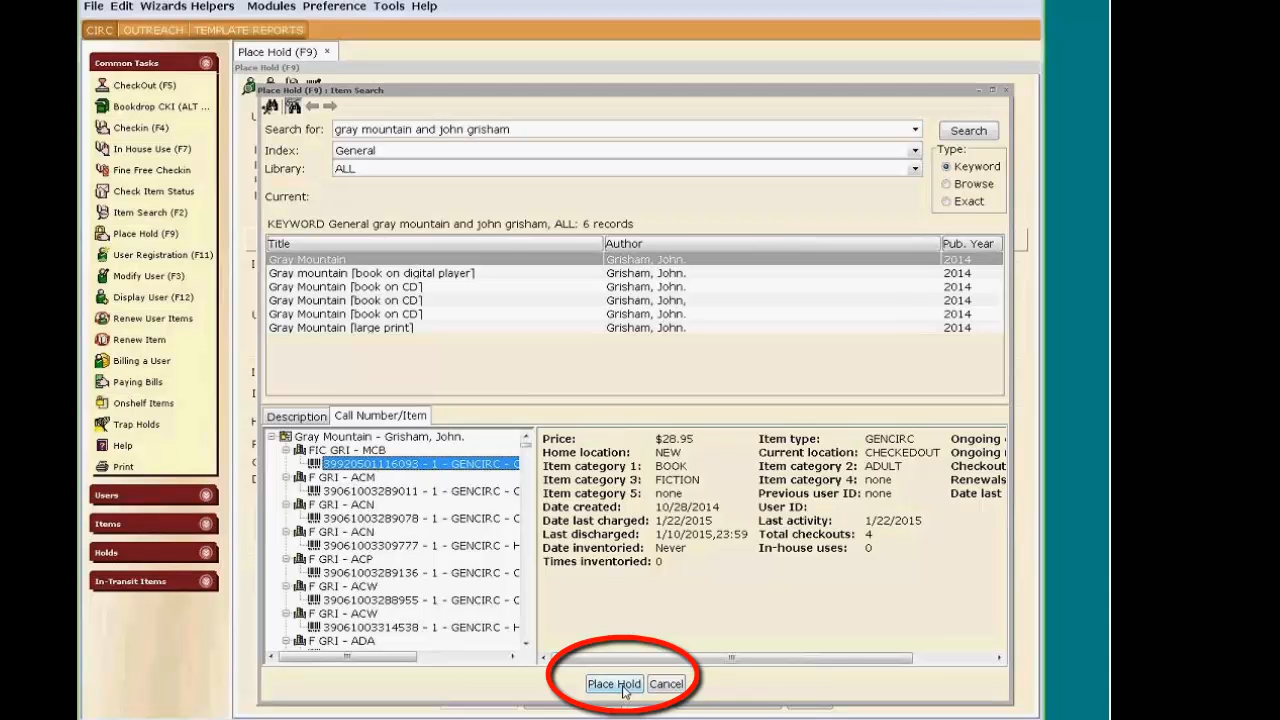 File Edit Wizards Helpers Modules Preference Tools Help
CIRC OUTREACH TEMPLATE REPORTS
Common Tasks
CheckOut (F5)
Bookdrop CKI (ALT ...
Checkin (F4)
In House Use (F7)
Fine Free Checkin
Check Item Status
Item Search (F2)
Place Hold (F9)
User Registration (F11)
Modify User (F3)
Display User (F12)
Renew User Items
Renew Item
Billing a User
Paying Bills
Onshelf Items
Trap Holds
Help
Print
Users
Items
Holds
In-Transit Items
Place Hold (F9) ×
Place Hold (F9)
Place Hold (F9) : Item Search
Search for: gray mountain and john grisham Search
Index: General
Library: ALL
Type:
Keyword
Browse
Exact
Current:
KEYWORD General gray mountain and john grisham, ALL: 6 records
Title Author Pub. Year
Gray Mountain Grisham, John. 2014
Gray mountain [book on digital player] Grisham, John. 2014
Gray Mountain [book on CD] Grisham, John. 2014
Gray Mountain [book on CD] Grisham, John, 2014
Gray Mountain [book on CD] Grisham, John. 2014
Gray Mountain [large print] Grisham, John. 2014
Description Call Number/Item
Gray Mountain - Grisham, John.
FIC GRI - MCB
39920501116093 - 1 - GENCIRC - C
F GRI - ACM
39061003289011 - 1 - GENCIRC - C
F GRI - ACN
39061003289078 - 1 - GENCIRC - C
F GRI - ACN
39061003309777 - 1 - GENCIRC - H
F GRI - ACP
39061003289136 - 1 - GENCIRC - C
F GRI - ACW
39061003288955 - 1 - GENCIRC - C
F GRI - ACW
39061003314538 - 1 - GENCIRC - H
F GRI - ADA
Price: $28.95 Item type: GENCIRC Ongoing
Home location: NEW Current location: CHECKEDOUT Ongoing
Item category 1: BOOK Item category 2: ADULT Checkout
Item category 3: FICTION Item category 4: none Renewals
Item category 5: none Previous user ID: none Date last
Date created: 10/28/2014 User ID:
Date last charged: 1/22/2015 Last activity: 1/22/2015
Last discharged: 1/10/2015,23:59 Total checkouts: 4
Date inventoried: Never In-house uses: 0
Times inventoried: 0
Place Hold Cancel